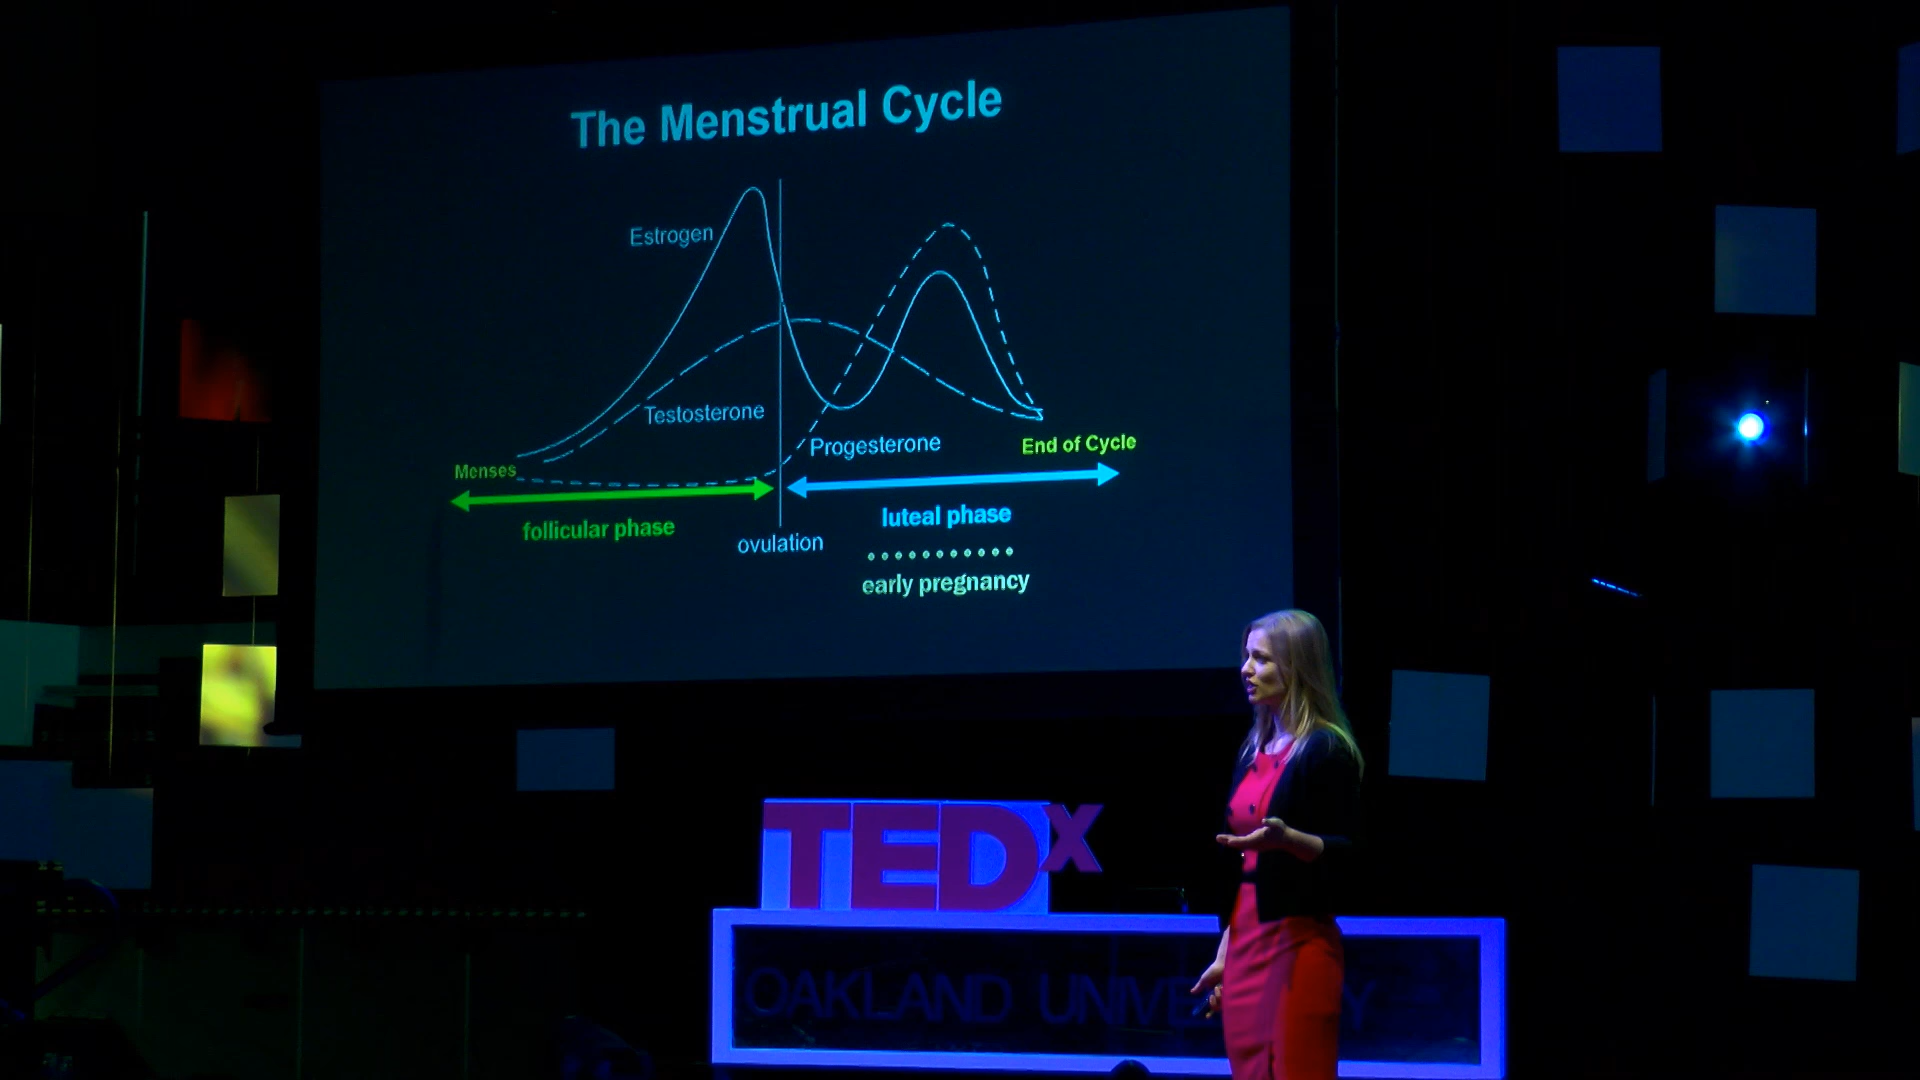 The Menstrual Cycle
Estrogen
Testosterone
Progesterone
End of Cycle
Menses
follicular phase
luteal phase
ovulation
early pregnancy
TEDx
OAKLAND UNIVE Y